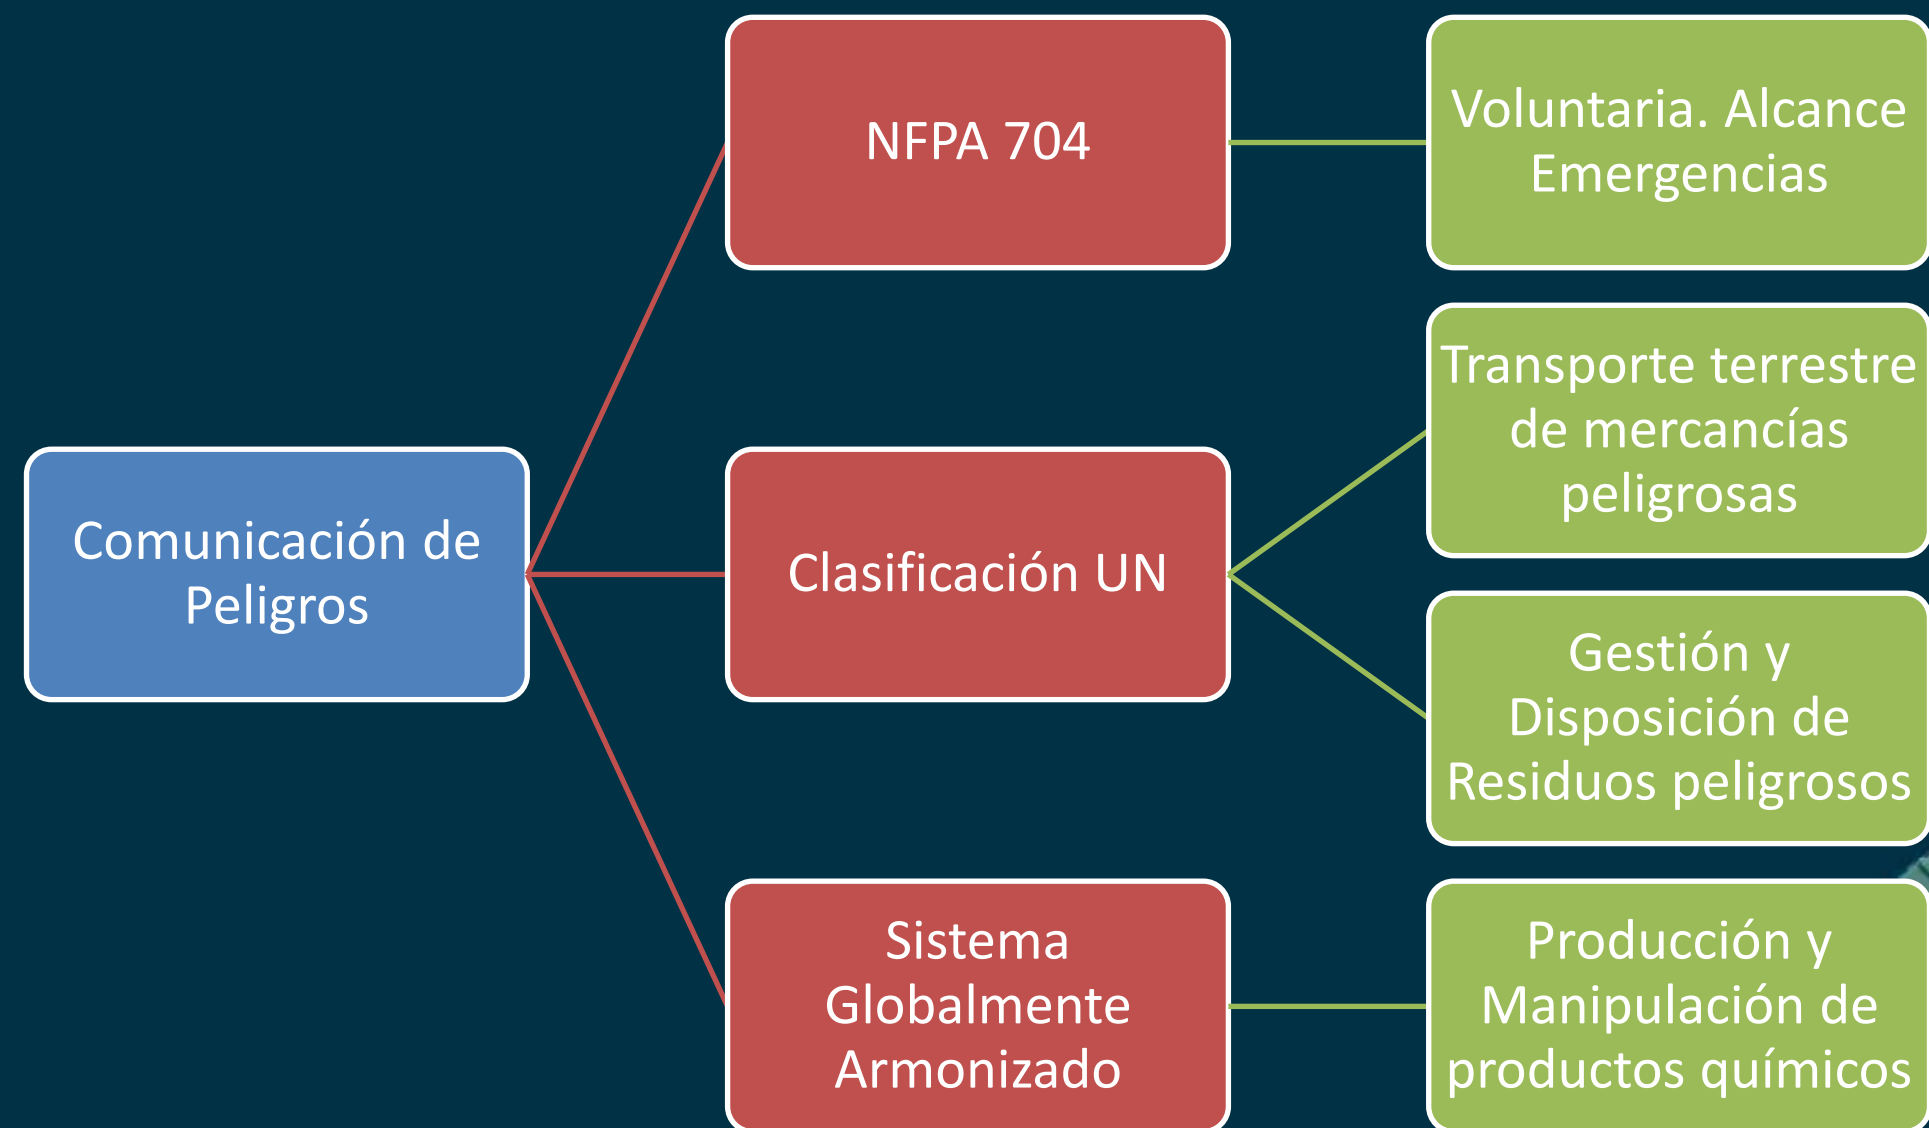 Comunicación de
Peligros
NFPA 704
Voluntaria. Alcance
Emergencias
Clasificación UN
Transporte terrestre
de mercancías
peligrosas
Gestión y
Disposición de
Residuos peligrosos
Sistema
Globalmente
Armonizado
Producción y
Manipulación de
productos químicos